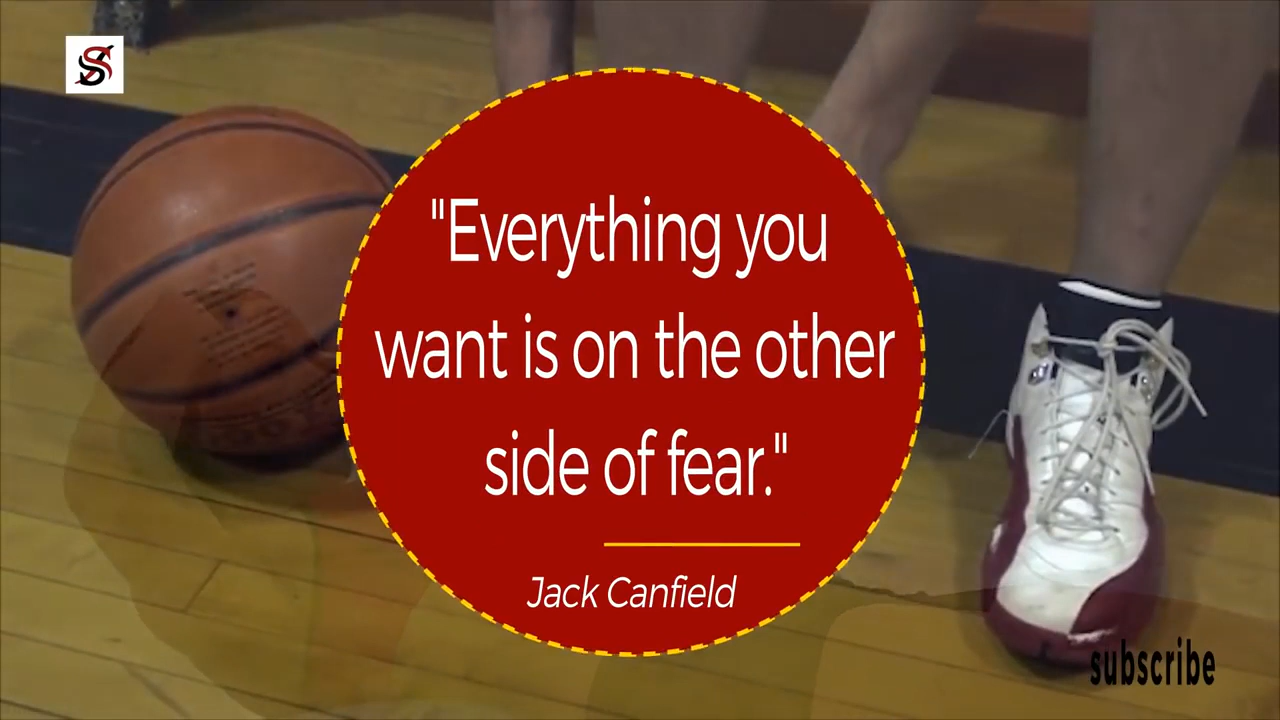 "Everything you
want is on the other
side of fear."
Jack Canfield
subscribe